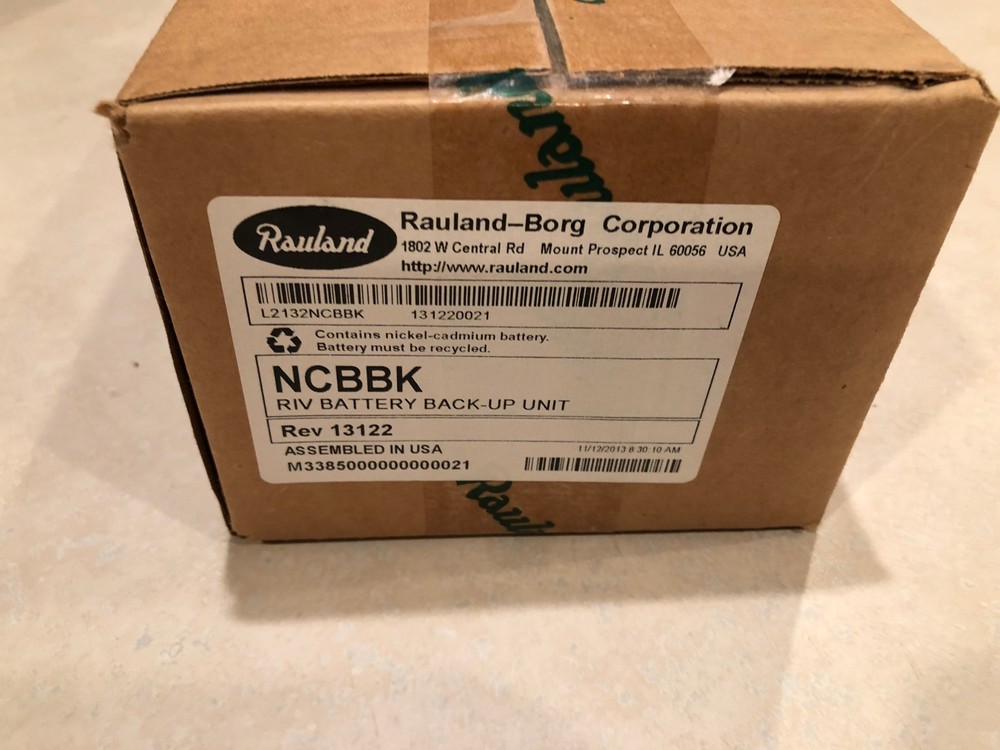 Rauland
Rauland–Borg Corporation
1802 W Central Rd Mount Prospect IL 60056 USA
http://www.rauland.com
L2132NCBBK 131220021
Contains nickel-cadmium battery.
Battery must be recycled.
NCBBK
RIV BATTERY BACK-UP UNIT
Rev 13122
ASSEMBLED IN USA
11/12/2013 8:30:10 AM
M3385000000000021